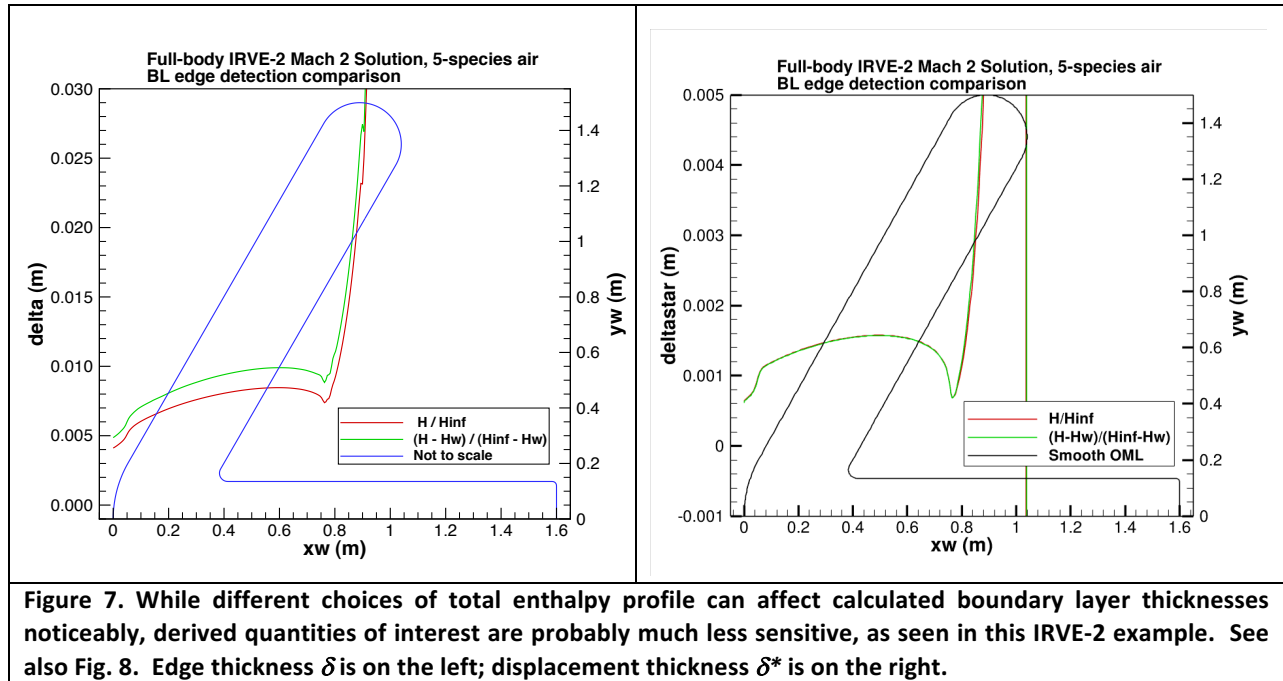 Full-body IRVE-2 Mach 2 Solution, 5-species air
BL edge detection comparison
0.030
0.025
0.020
0.015
0.010
0.005
0.000
delta (m)
0
0.2
0.4
0.6
0.8
1
1.2
1.4
1.6
xw (m)
1.4
1.2
1
0.8
0.6
0.4
0.2
0
yw (m)
H / Hinf
(H - Hw) / (Hinf - Hw)
Not to scale
Full-body IRVE-2 Mach 2 Solution, 5-species air
BL edge detection comparison
0.005
0.004
0.003
0.002
0.001
0
-0.001
deltastar (m)
0
0.2
0.4
0.6
0.8
1
1.2
1.4
1.6
xw (m)
1.4
1.2
1
0.8
0.6
0.4
0.2
0
yw (m)
H/Hinf
(H-Hw)/(Hinf-Hw)
Smooth OML
Figure 7. While different choices of total enthalpy profile can affect calculated boundary layer thicknesses
noticeably, derived quantities of interest are probably much less sensitive, as seen in this IRVE-2 example. See
also Fig. 8. Edge thickness δ is on the left; displacement thickness δ* is on the right.